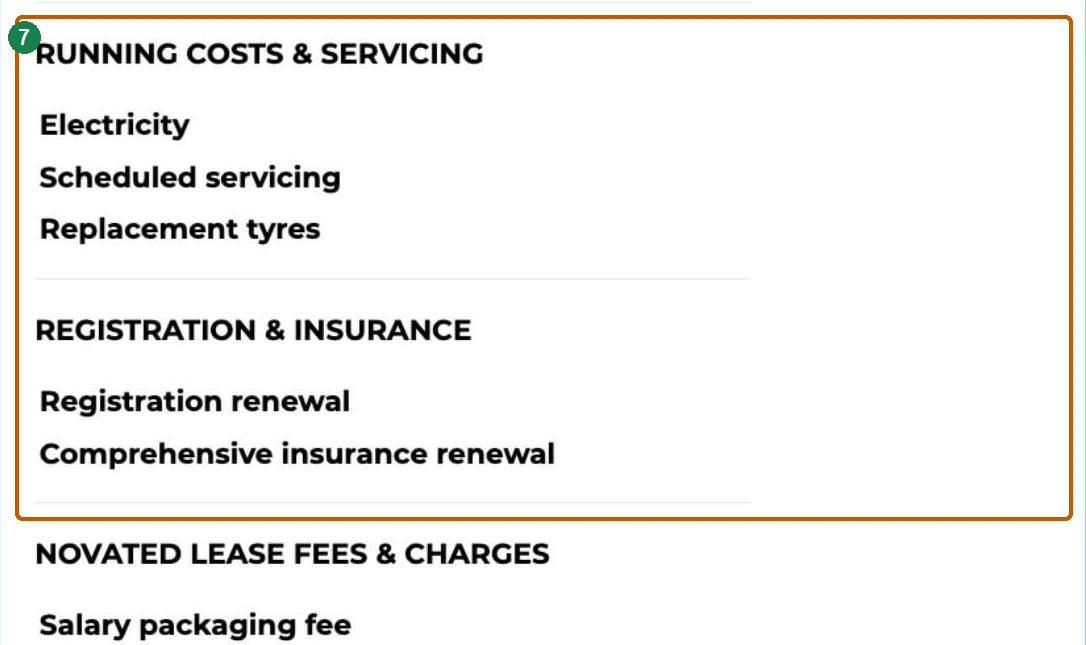 7
RUNNING COSTS & SERVICING
Electricity
Scheduled servicing
Replacement tyres
REGISTRATION & INSURANCE
Registration renewal
Comprehensive insurance renewal
NOVATED LEASE FEES & CHARGES
Salary packaging fee